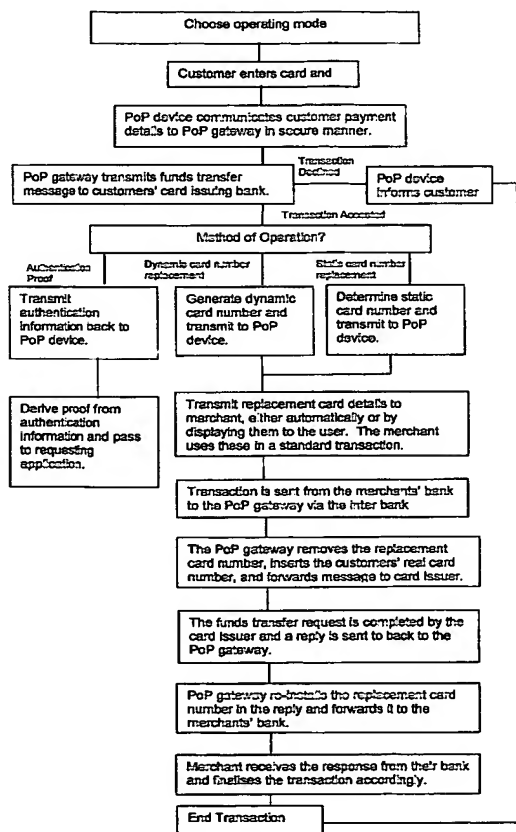 Choose operating mode
Customer enters card and
PoP device communicates customer payment
details to PoP gateway in secure manner.
Transaction
Declined
PoP gateway transmits funds transfer
message to customers' card issuing bank.
PoP device
informs customer
Transaction Accepted
Method of Operation?
Authentication
Proof
Dynamic card number
replacement
Static card number
replacement
Transmit
authentication
information back to
PoP device.
Generate dynamic
card number and
transmit to PoP
device.
Determine static
card number and
transmit to PoP
device.
Derive proof from
authentication
information and pass
to requesting
application.
Transmit replacement card details to
merchant, either automatically or by
displaying them to the user. The merchant
uses these in a standard transaction.
Transaction is sent from the merchants' bank
to the PoP gateway via the inter bank
The PoP gateway removes the replacement
card number, inserts the customers' real card
number, and forwards message to card issuer.
The funds transfer request is completed by the
card issuer and a reply is sent to back to the
PoP gateway.
PoP gateway re-installs the replacement card
number in the reply and forwards it to the
merchants' bank.
Merchant receives the response from their bank
and finalises the transaction accordingly.
End Transaction